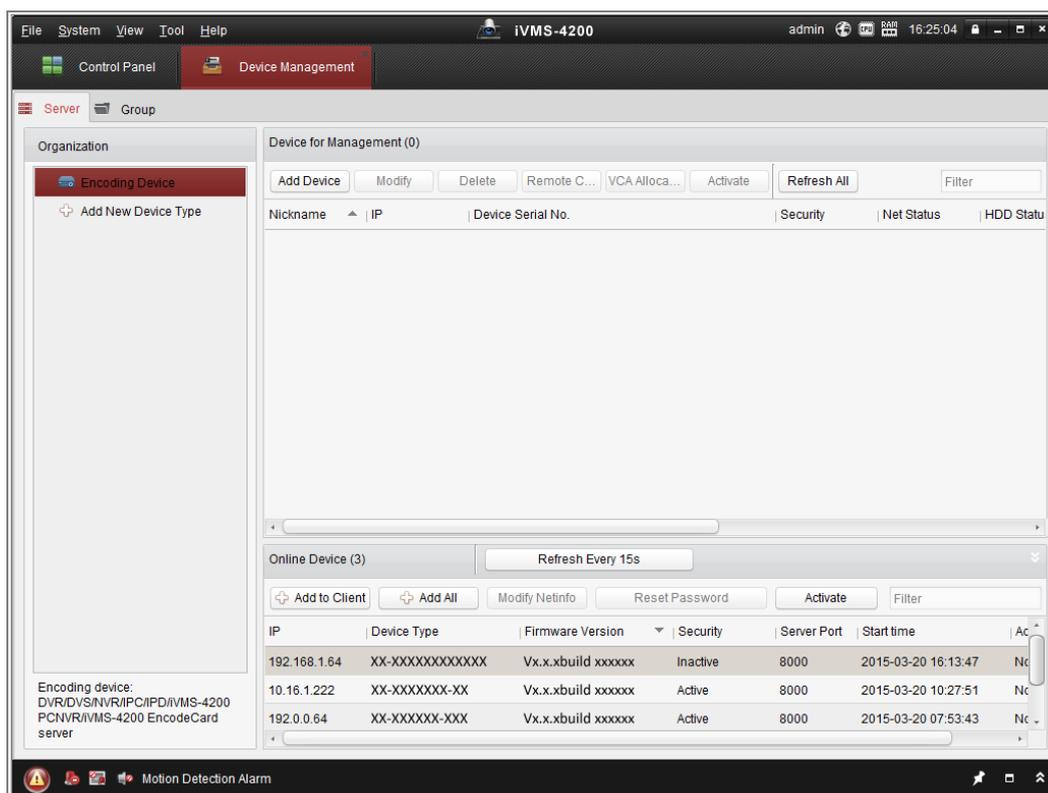 File System View Tool Help iVMS-4200 admin 16:25:04
Control Panel Device Management
Server Group
Organization
Encoding Device
Add New Device Type
Encoding device:
DVR/DVS/NVR/IPC/IPD/iVMS-4200
PCNVR/iVMS-4200 EncodeCard
server
Device for Management (0)
Add Device Modify Delete Remote C... VCA Alloca... Activate Refresh All Filter
Nickname IP Device Serial No. Security Net Status HDD Statu
Online Device (3) Refresh Every 15s
Add to Client Add All Modify Netinfo Reset Password Activate Filter
IP Device Type Firmware Version Security Server Port Start time Ac
192.168.1.64 XX-XXXXXXXXXXXX Vx.x.xbuild xxxxxx Inactive 8000 2015-03-20 16:13:47 No
10.16.1.222 XX-XXXXXXX-XX Vx.x.xbuild xxxxxx Active 8000 2015-03-20 10:27:51 No
192.0.0.64 XX-XXXXXX-XXX Vx.x.xbuild xxxxxx Active 8000 2015-03-20 07:53:43 No
Motion Detection Alarm